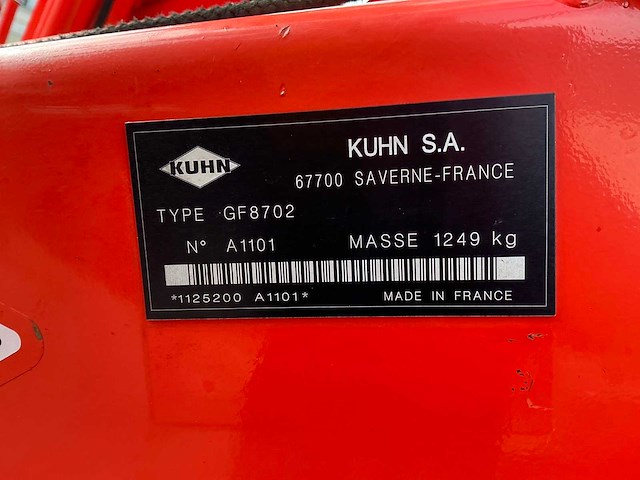 KUHN
KUHN S.A.
67700 SAVERNE-FRANCE
TYPE GF8702
N° A1101 MASSE 1249 kg
*1125200 A1101* MADE IN FRANCE